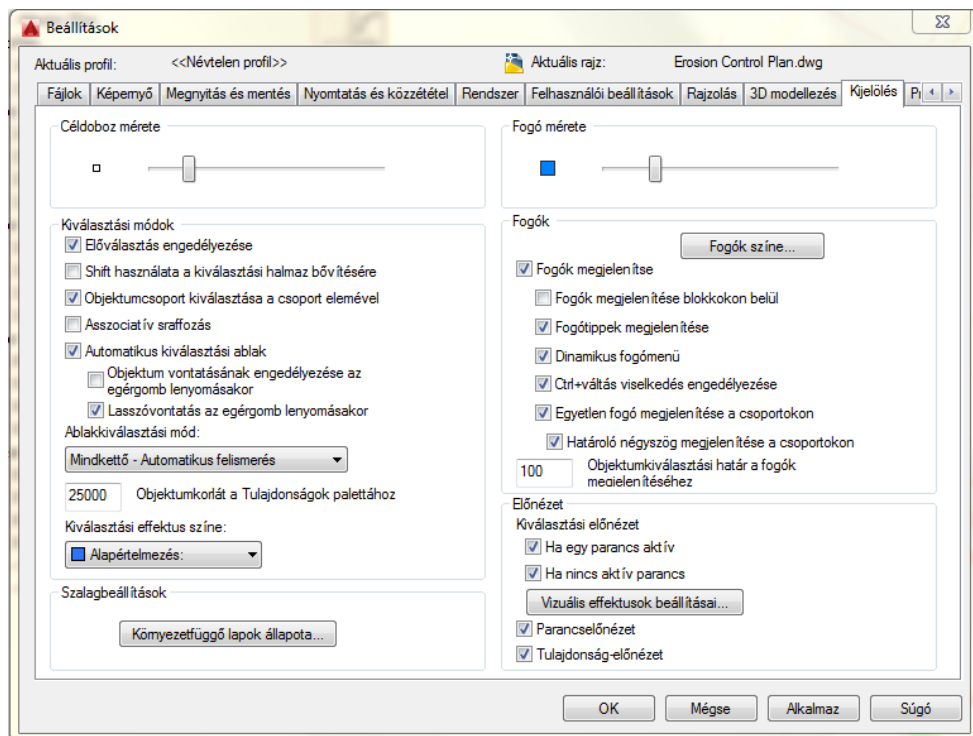 Beállítások
Aktuális profil: <<Névtelen profil>> Aktuális rajz: Erosion Control Plan.dwg
Fájlok Képernyő Megnyitás és mentés Nyomtatás és közzététel Rendszer Felhasználói beállítások Rajzolás 3D modellezés Kijelölés
Céldoboz mérete
Kiválasztási módok
Előválasztás engedélyezése
Shift használata a kiválasztási halmaz bővítésére
Objektumcsoport kiválasztása a csoport elemével
Asszociatív sraffozás
Automatikus kiválasztási ablak
Objektum vontatásának engedélyezése az
egérgomb lenyomásakor
Lasszóvontatás az egérgomb lenyomásakor
Ablakkiválasztási mód:
Mindkettő - Automatikus felismerés
25000 Objektumkorlát a Tulajdonságok palettához
Kiválasztási effektus színe:
Alapértelmezés:
Szalagbeállítások
Környezetfüggő lapok állapota...
Fogó mérete
Fogók
Fogók színe...
Fogók megjelenítse
Fogók megjelenítése blokkokon belül
Fogótippek megjelenítése
Dinamikus fogómenü
Ctrl+váltás viselkedés engedélyezése
Egyetlen fogó megjelenítése a csoportokon
Határoló négyszög megjelenítése a csoportokon
100 Objektumkiválasztási határ a fogók
megjelenítéséhez
Előnézet
Kiválasztási előnézet
Ha egy parancs aktív
Ha nincs aktív parancs
Vizuális effektusok beállításai...
Parancselőnézet
Tulajdonság-előnézet
OK Mégse Alkalmaz Súgó